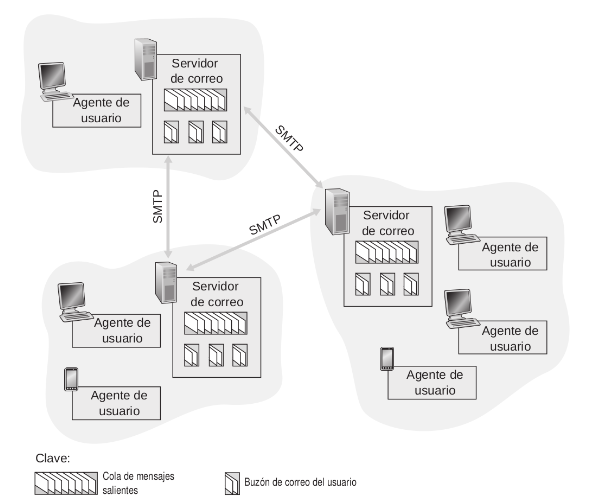 Servidor
de correo
Agente de
usuario
SMTP
SMTP
SMTP
Servidor
de correo
Agente de
usuario
Agente de
usuario
Agente de
usuario
Servidor
de correo
Agente de
usuario
Agente de
usuario
Clave:
Cola de mensajes
salientes
Buzón de correo del usuario